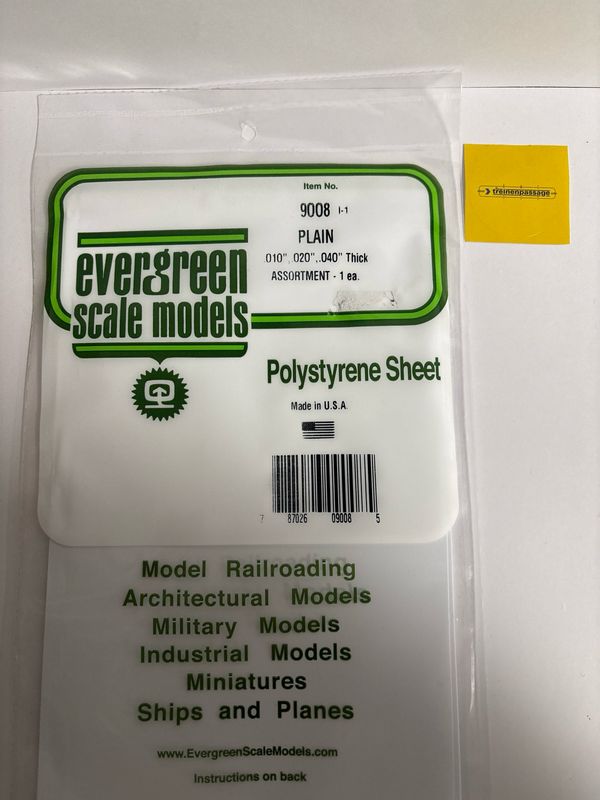 Item No.
9008 I-1
PLAIN
.010",.020",.040" Thick
ASSORTMENT - 1 ea.
evergreen
scale models
Polystyrene Sheet
Made in U.S.A.
7 87026 09008 5
treinenpassage
Model Railroading
Architectural Models
Military Models
Industrial Models
Miniatures
Ships and Planes
www.EvergreenScaleModels.com
Instructions on back